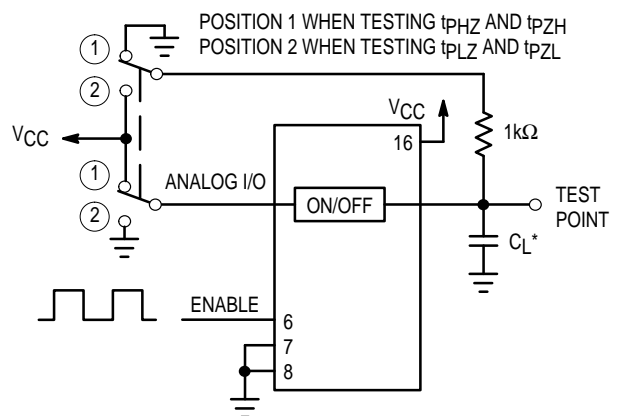 POSITION 1 WHEN TESTING tPHZ AND tPZH
POSITION 2 WHEN TESTING tPLZ AND tPZL
1
2
VCC
VCC
16
1kΩ
1
ANALOG I/O
ON/OFF
TEST
POINT
2
CL*
ENABLE
6
7
8